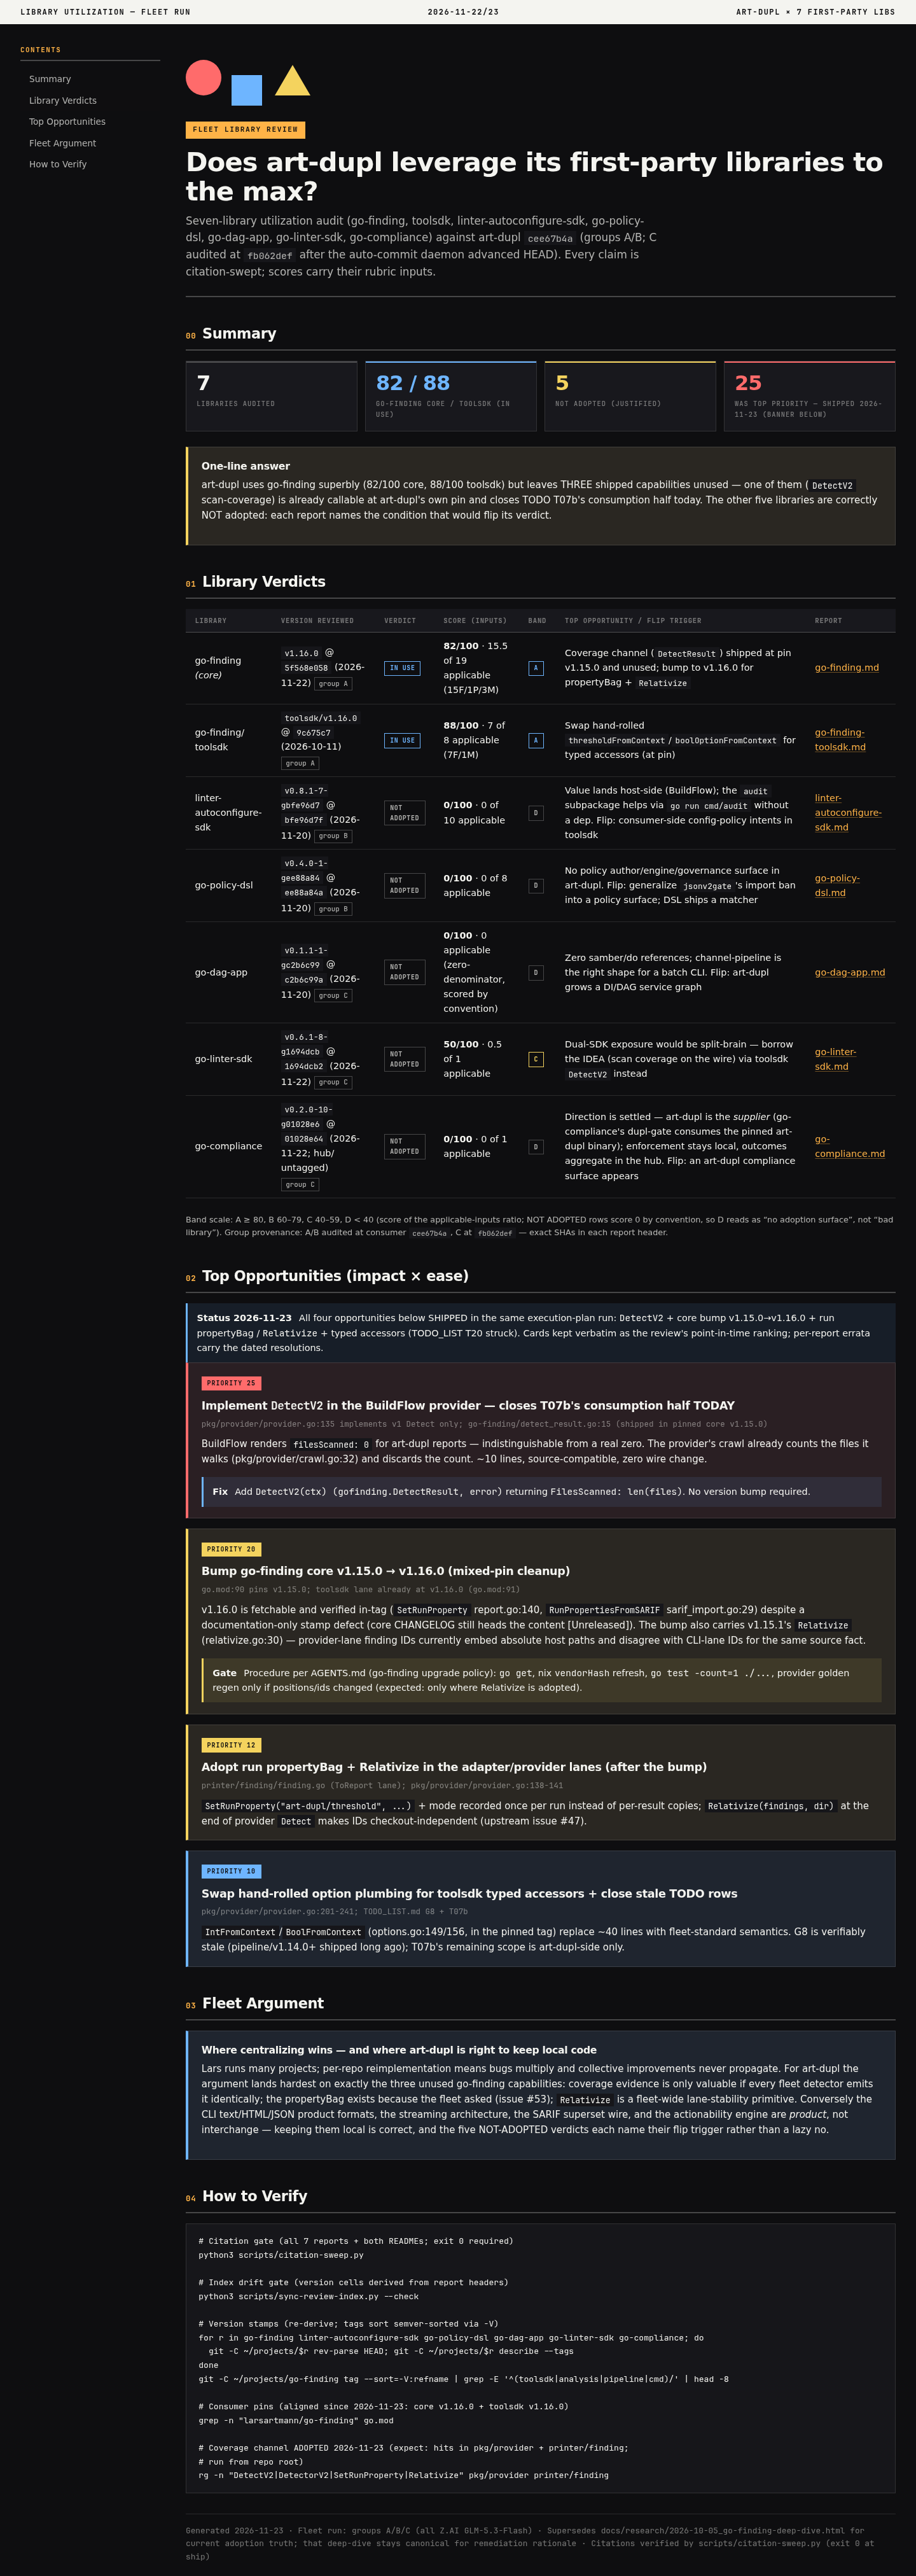 LIBRARY UTILIZATION — FLEET RUN
2026-11-22/23
ART-DUPL × 7 FIRST-PARTY LIBS
CONTENTS
Summary
Library Verdicts
Top Opportunities
Fleet Argument
How to Verify
FLEET LIBRARY REVIEW
Does art-dupl leverage its first-party libraries to
the max?
Seven-library utilization audit (go-finding, toolsdk, linter-autoconfigure-sdk, go-policy-
dsl, go-dag-app, go-linter-sdk, go-compliance) against art-dupl cee67b4a (groups A/B; C
audited at fb062def after the auto-commit daemon advanced HEAD). Every claim is
citation-swept; scores carry their rubric inputs.
00 Summary
7
LIBRARIES AUDITED
82 / 88
GO-FINDING CORE / TOOLSDK (IN
USE)
5
NOT ADOPTED (JUSTIFIED)
25
WAS TOP PRIORITY — SHIPPED 2026-
11-23 (BANNER BELOW)
One-line answer
art-dupl uses go-finding superbly (82/100 core, 88/100 toolsdk) but leaves THREE shipped capabilities unused — one of them (DetectV2
scan-coverage) is already callable at art-dupl's own pin and closes TODO T07b's consumption half today. The other five libraries are correctly
NOT adopted: each report names the condition that would flip its verdict.
01 Library Verdicts
LIBRARY VERSION REVIEWED VERDICT SCORE (INPUTS) BAND TOP OPPORTUNITY / FLIP TRIGGER REPORT
go-finding
(core)
v1.16.0 @
5f568e058 (2026-
11-22) group A
IN USE
82/100 · 15.5
of 19
applicable
(15F/1P/3M)
A
Coverage channel ( DetectResult ) shipped at pin
v1.15.0 and unused; bump to v1.16.0 for
propertyBag + Relativize
go-finding.md
go-finding/
toolsdk
toolsdk/v1.16.0
@ 9c675c7
(2026-10-11)
group A
IN USE
88/100 · 7 of
8 applicable
(7F/1M)
A
Swap hand-rolled
thresholdFromContext / boolOptionFromContext for
typed accessors (at pin)
go-finding-
toolsdk.md
linter-
autoconfigure-
sdk
v0.8.1-7-
gbfe96d7 @
bfe96d7f (2026-
11-20) group B
NOT
ADOPTED
0/100 · 0 of
10 applicable
D
Value lands host-side (BuildFlow); the audit
subpackage helps via go run cmd/audit without
a dep. Flip: consumer-side config-policy intents in
toolsdk
linter-
autoconfigure-
sdk.md
go-policy-dsl
v0.4.0-1-
gee88a84 @
ee88a84a (2026-
11-20) group B
NOT
ADOPTED
0/100 · 0 of 8
applicable
D
No policy author/engine/governance surface in
art-dupl. Flip: generalize jsonv2gate 's import ban
into a policy surface; DSL ships a matcher
go-policy-
dsl.md
go-dag-app
v0.1.1-1-
gc2b6c99 @
c2b6c99a (2026-
11-20) group C
NOT
ADOPTED
0/100 · 0
applicable
(zero-
denominator,
scored by
convention)
D
Zero samber/do references; channel-pipeline is
the right shape for a batch CLI. Flip: art-dupl
grows a DI/DAG service graph
go-dag-app.md
go-linter-sdk
v0.6.1-8-
g1694dcb @
1694dcb2 (2026-
11-22) group C
NOT
ADOPTED
50/100 · 0.5
of 1
applicable
C
Dual-SDK exposure would be split-brain — borrow
the IDEA (scan coverage on the wire) via toolsdk
DetectV2 instead
go-linter-
sdk.md
go-compliance
v0.2.0-10-
g01028e6 @
01028e64 (2026-
11-22; hub/
untagged)
group C
NOT
ADOPTED
0/100 · 0 of 1
applicable
D
Direction is settled — art-dupl is the supplier (go-
compliance's dupl-gate consumes the pinned art-
dupl binary); enforcement stays local, outcomes
aggregate in the hub. Flip: an art-dupl compliance
surface appears
go-
compliance.md
Band scale: A ≥ 80, B 60–79, C 40–59, D < 40 (score of the applicable-inputs ratio; NOT ADOPTED rows score 0 by convention, so D reads as "no adoption surface", not "bad
library"). Group provenance: A/B audited at consumer cee67b4a, C at fb062def — exact SHAs in each report header.
02 Top Opportunities (impact × ease)
Status 2026-11-23 All four opportunities below SHIPPED in the same execution-plan run: DetectV2 + core bump v1.15.0→v1.16.0 + run
propertyBag / Relativize + typed accessors (TODO_LIST T20 struck). Cards kept verbatim as the review's point-in-time ranking; per-report errata
carry the dated resolutions.
PRIORITY 25
Implement DetectV2 in the BuildFlow provider — closes T07b's consumption half TODAY
pkg/provider/provider.go:135 implements v1 Detect only; go-finding/detect_result.go:15 (shipped in pinned core v1.15.0)
BuildFlow renders filesScanned: 0 for art-dupl reports — indistinguishable from a real zero. The provider's crawl already counts the files it
walks (pkg/provider/crawl.go:32) and discards the count. ~10 lines, source-compatible, zero wire change.
Fix Add DetectV2(ctx) (gofinding.DetectResult, error) returning FilesScanned: len(files). No version bump required.
PRIORITY 20
Bump go-finding core v1.15.0 → v1.16.0 (mixed-pin cleanup)
go.mod:90 pins v1.15.0; toolsdk lane already at v1.16.0 (go.mod:91)
v1.16.0 is fetchable and verified in-tag ( SetRunProperty report.go:140, RunPropertiesFromSARIF sarif_import.go:29) despite a
documentation-only stamp defect (core CHANGELOG still heads the content [Unreleased]). The bump also carries v1.15.1's Relativize
(relativize.go:30) — provider-lane finding IDs currently embed absolute host paths and disagree with CLI-lane IDs for the same source fact.
Gate Procedure per AGENTS.md (go-finding upgrade policy): go get, nix vendorHash refresh, go test -count=1 ./..., provider golden
regen only if positions/ids changed (expected: only where Relativize is adopted).
PRIORITY 12
Adopt run propertyBag + Relativize in the adapter/provider lanes (after the bump)
printer/finding/finding.go (ToReport lane); pkg/provider/provider.go:138-141
SetRunProperty("art-dupl/threshold", ...) + mode recorded once per run instead of per-result copies; Relativize(findings, dir) at the
end of provider Detect makes IDs checkout-independent (upstream issue #47).
PRIORITY 10
Swap hand-rolled option plumbing for toolsdk typed accessors + close stale TODO rows
pkg/provider/provider.go:201-241; TODO_LIST.md G8 + T07b
IntFromContext / BoolFromContext (options.go:149/156, in the pinned tag) replace ~40 lines with fleet-standard semantics. G8 is verifiably
stale (pipeline/v1.14.0+ shipped long ago); T07b's remaining scope is art-dupl-side only.
03 Fleet Argument
Where centralizing wins — and where art-dupl is right to keep local code
Lars runs many projects; per-repo reimplementation means bugs multiply and collective improvements never propagate. For art-dupl the
argument lands hardest on exactly the three unused go-finding capabilities: coverage evidence is only valuable if every fleet detector emits
it identically; the propertyBag exists because the fleet asked (issue #53); Relativize is a fleet-wide lane-stability primitive. Conversely the
CLI text/HTML/JSON product formats, the streaming architecture, the SARIF superset wire, and the actionability engine are product, not
interchange — keeping them local is correct, and the five NOT-ADOPTED verdicts each name their flip trigger rather than a lazy no.
04 How to Verify
# Citation gate (all 7 reports + both READMEs; exit 0 required)
python3 scripts/citation-sweep.py
# Index drift gate (version cells derived from report headers)
python3 scripts/sync-review-index.py --check
# Version stamps (re-derive; tags sort semver-sorted via -V)
for r in go-finding linter-autoconfigure-sdk go-policy-dsl go-dag-app go-linter-sdk go-compliance; do
git -C ~/projects/$r rev-parse HEAD; git -C ~/projects/$r describe --tags
done
git -C ~/projects/go-finding tag --sort=-V:refname | grep -E '^(toolsdk|analysis|pipeline|cmd)/' | head -8
# Consumer pins (aligned since 2026-11-23: core v1.16.0 + toolsdk v1.16.0)
grep -n "larsartmann/go-finding" go.mod
# Coverage channel ADOPTED 2026-11-23 (expect: hits in pkg/provider + printer/finding;
# run from repo root)
rg -n "DetectV2|DetectorV2|SetRunProperty|Relativize" pkg/provider printer/finding
Generated 2026-11-23 · Fleet run: groups A/B/C (all Z.AI GLM-5.3-Flash) · Supersedes docs/research/2026-10-05_go-finding-deep-dive.html for
current adoption truth; that deep-dive stays canonical for remediation rationale · Citations verified by scripts/citation-sweep.py (exit 0 at
ship)